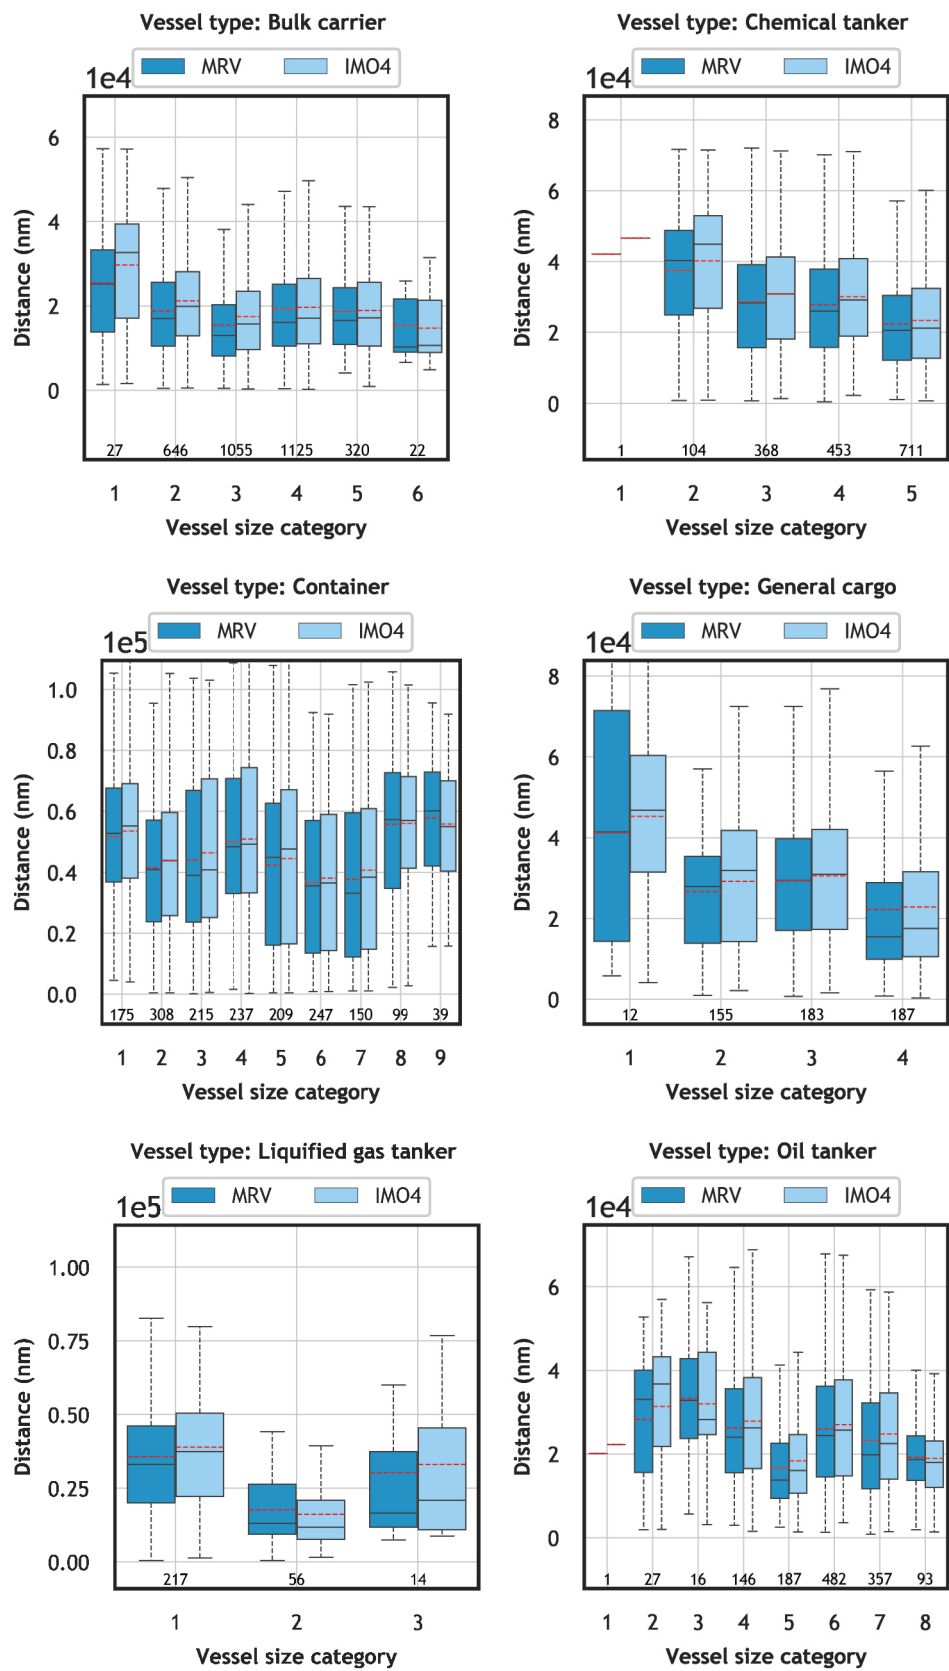 Vessel type: Bulk carrier
MRV IMO4
1e4
6
4
2
0
Distance (nm)
27 646 1055 1125 320 22
1 2 3 4 5 6
Vessel size category
Vessel type: Chemical tanker
MRV IMO4
1e4
8
6
4
2
0
Distance (nm)
1 104 368 453 711
1 2 3 4 5
Vessel size category
Vessel type: Container
MRV IMO4
1e5
1.0
0.8
0.6
0.4
0.2
0.0
Distance (nm)
175 308 215 237 209 247 150 99 39
1 2 3 4 5 6 7 8 9
Vessel size category
Vessel type: General cargo
MRV IMO4
1e4
8
6
4
2
0
Distance (nm)
12 155 183 187
1 2 3 4
Vessel size category
Vessel type: Liquified gas tanker
MRV IMO4
1e5
1.00
0.75
0.50
0.25
0.00
Distance (nm)
217 56 14
1 2 3
Vessel size category
Vessel type: Oil tanker
MRV IMO4
1e4
6
4
2
0
Distance (nm)
1 27 16 146 187 482 357 93
1 2 3 4 5 6 7 8
Vessel size category